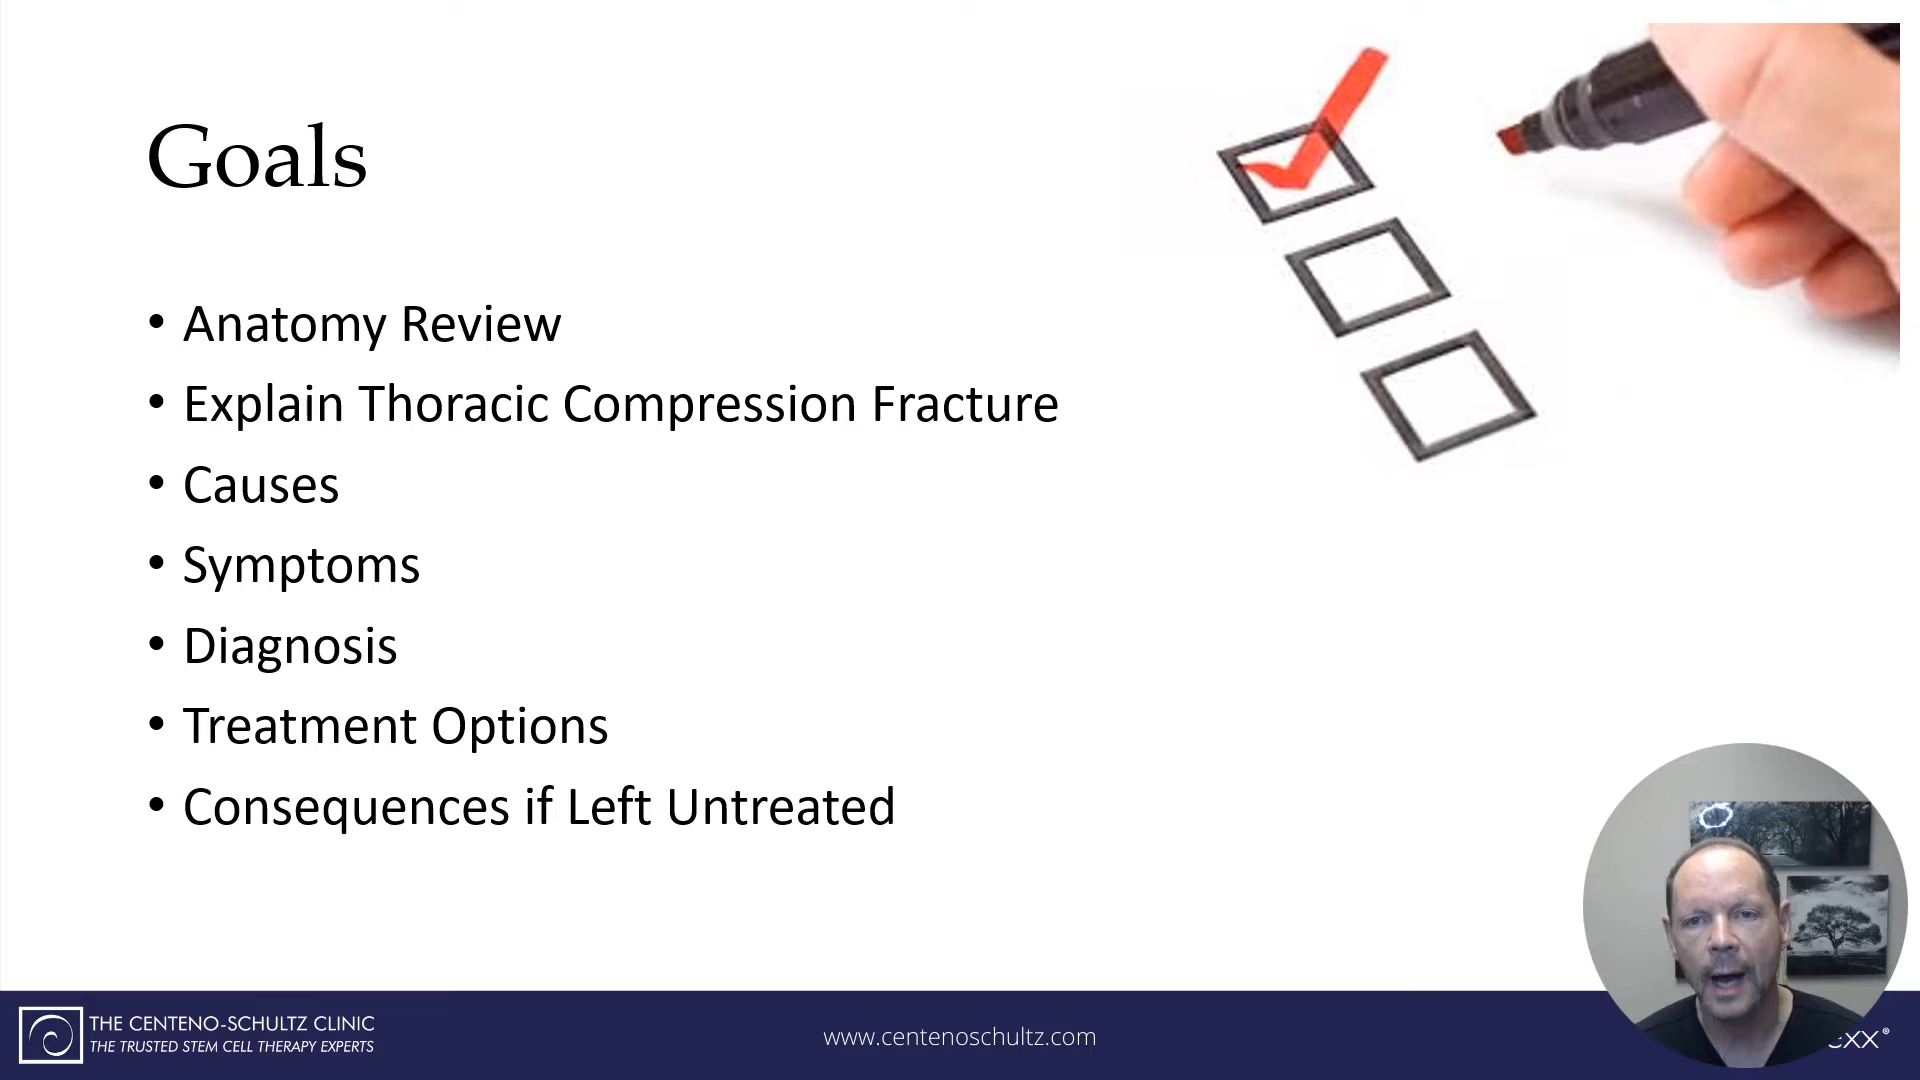 Goals
• Anatomy Review
• Explain Thoracic Compression Fracture
• Causes
• Symptoms
• Diagnosis
• Treatment Options
• Consequences if Left Untreated
THE CENTENO-SCHULTZ CLINIC
THE TRUSTED STEM CELL THERAPY EXPERTS
www.centenoschultz.com